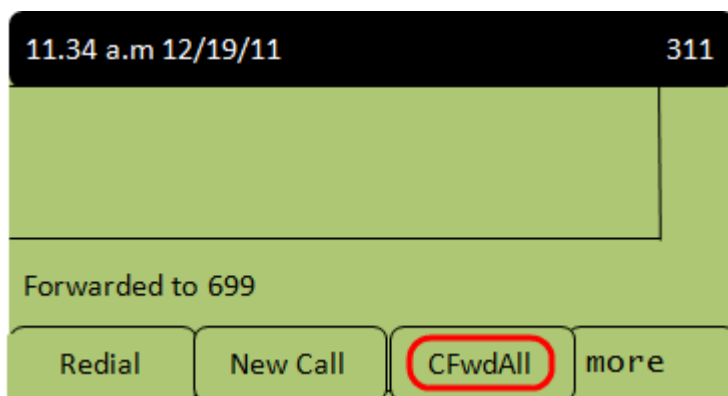 11.34 a.m 12/19/11 311
Forwarded to 699
Redial New Call CFwdAll more